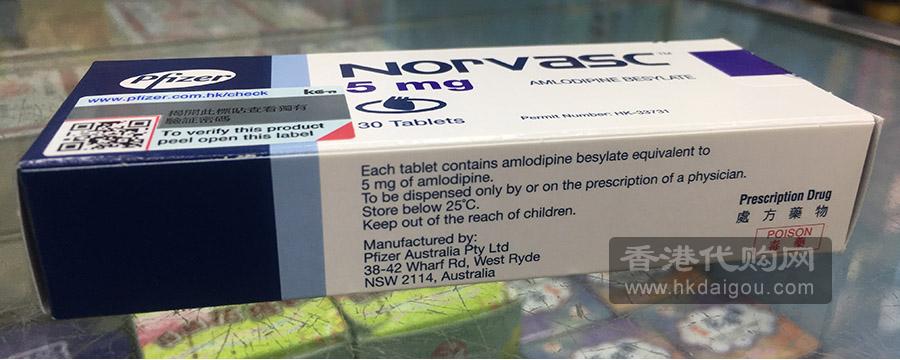 Pfizer
www.pfizer.com.hk/check
揭開此標貼查看獨有
驗証密碼
To verify this product
peel open this label
NORVASC™
5 mg
AMLODIPINE BESYLATE
30 Tablets
Permit Number: HK-33731
Each tablet contains amlodipine besylate equivalent to
5 mg of amlodipine.
To be dispensed only by or on the prescription of a physician.
Store below 25°C.
Keep out of the reach of children.
Manufactured by:
Pfizer Australia Pty Ltd
38-42 Wharf Rd, West Ryde
NSW 2114, Australia
Prescription Drug
處方藥物
POISON
毒藥
香港代购网
www.hkdaigou.com